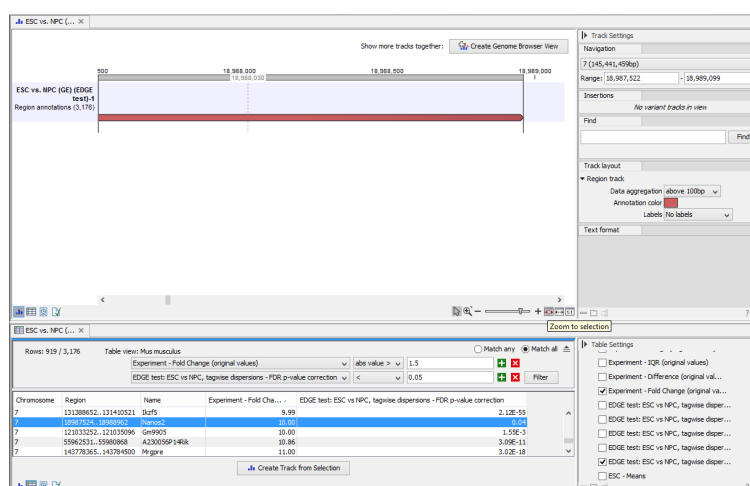 ESC vs. NPC (... ×
Show more tracks together: Create Genome Browser View
500 18,988,000 18,988,500 18,989,000
18,988,030
ESC vs. NPC (GE) (EDGE
test)-1
Region annotations (3,176)
Track Settings
Navigation
7 (145,441,459bp)
Range: 18,987,522 - 18,989,099
Insertions
No variant tracks in view
Find
Find
Track layout
Region track
Data aggregation above 100bp
Annotation color
Labels No labels
Text format
1:1
Zoom to selection
ESC vs. NPC (... ×
Rows: 919 / 3,176 Table view: Mus musculus
Match any Match all
Experiment - Fold Change (original values) abs value > 1.5
EDGE test: ESC vs NPC, tagwise dispersions - FDR p-value correction < 0.05 Filter
Chromosome Region Name Experiment - Fold Cha... EDGE test: ESC vs NPC, tagwise dispersions - FDR p-value correction
7 131388652..131410521 Ikzf5 9.99 2.12E-55
7 18987524..18988962 Nanos2 10.00 0.04
7 121033252..121035096 Gm9905 10.00 1.55E-3
7 55962531..55980868 A230056P14Rik 10.86 3.09E-11
7 143778365..143784500 Mrgpre 11.00 3.02E-18
Create Track from Selection
Table Settings
Experiment - IQR (original values)
Experiment - Difference (original val...
Experiment - Fold Change (original va...
EDGE test: ESC vs NPC, tagwise disper...
EDGE test: ESC vs NPC, tagwise disper...
EDGE test: ESC vs NPC, tagwise disper...
EDGE test: ESC vs NPC, tagwise disper...
EDGE test: ESC vs NPC, tagwise disper...
ESC - Means